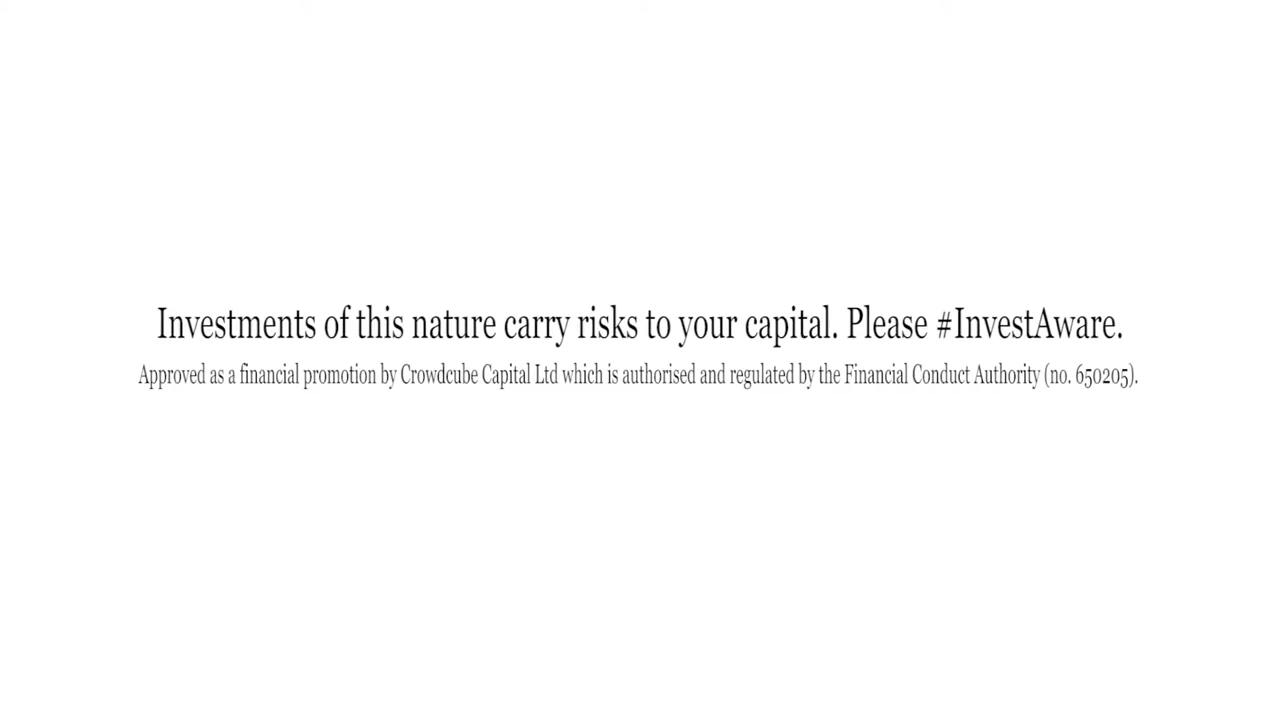 Investments of this nature carry risks to your capital. Please #InvestAware.
Approved as a financial promotion by Crowdcube Capital Ltd which is authorised and regulated by the Financial Conduct Authority (no. 650205).